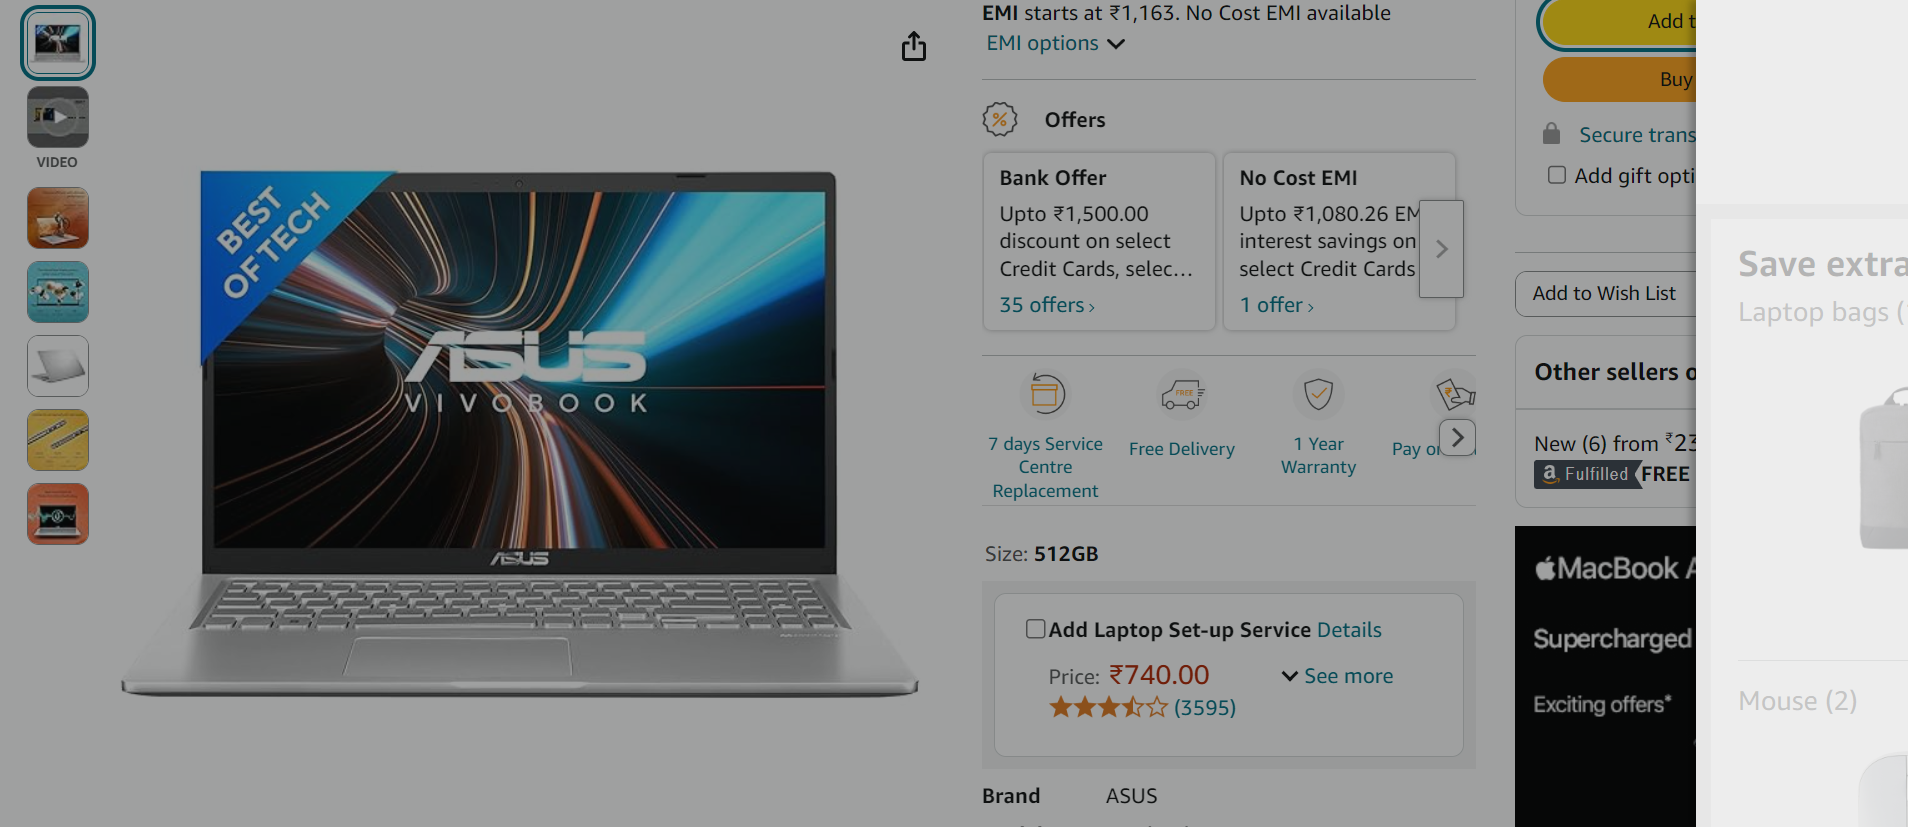 VIDEO
BEST
OF TECH
ASUS
VIVOBOOK
ASUS
EMI starts at ₹1,163. No Cost EMI available
EMI options
Offers
Bank Offer
Upto ₹1,500.00
discount on select
Credit Cards, selec...
35 offers ›
No Cost EMI
Upto ₹1,080.26 EM
interest savings on
select Credit Cards
1 offer ›
7 days Service
Centre
Replacement
Free Delivery
FREE
1 Year
Warranty
Pay
Size: 512GB
Add Laptop Set-up Service Details
Price: ₹740.00
See more
(3595)
Brand ASUS
Add t
Buy
Secure trans
Add gift opti
Add to Wish List
Other sellers o
New (6) from ₹23
a Fulfilled FREE
MacBook A
Supercharged
Exciting offers*
Save extra
Laptop bags (
Mouse (2)